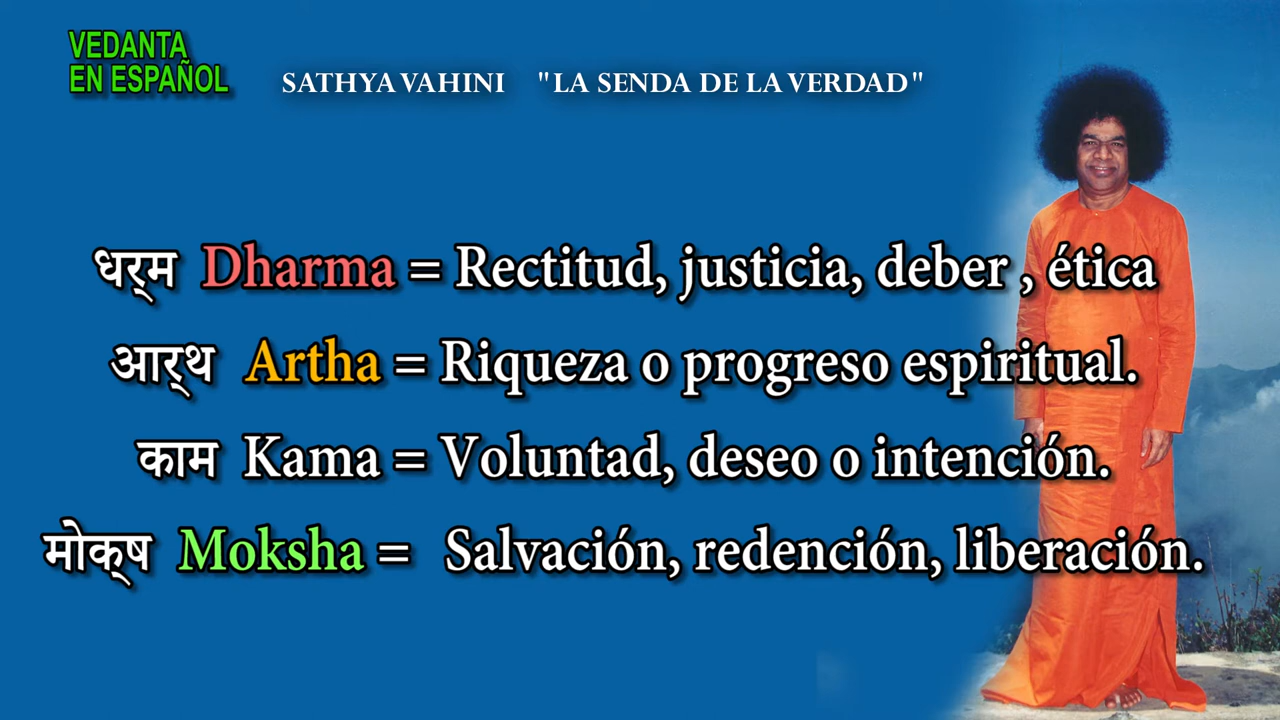 VEDANTA
EN ESPAÑOL
SATHYA VAHINI "LA SENDA DE LA VERDAD"
धर्‌म Dharma = Rectitud, justicia, deber , ética
आर्‌थ Artha = Riqueza o progreso espiritual.
काम Kama = Voluntad, deseo o intención.
मोक्‌ष Moksha = Salvación, redención, liberación.